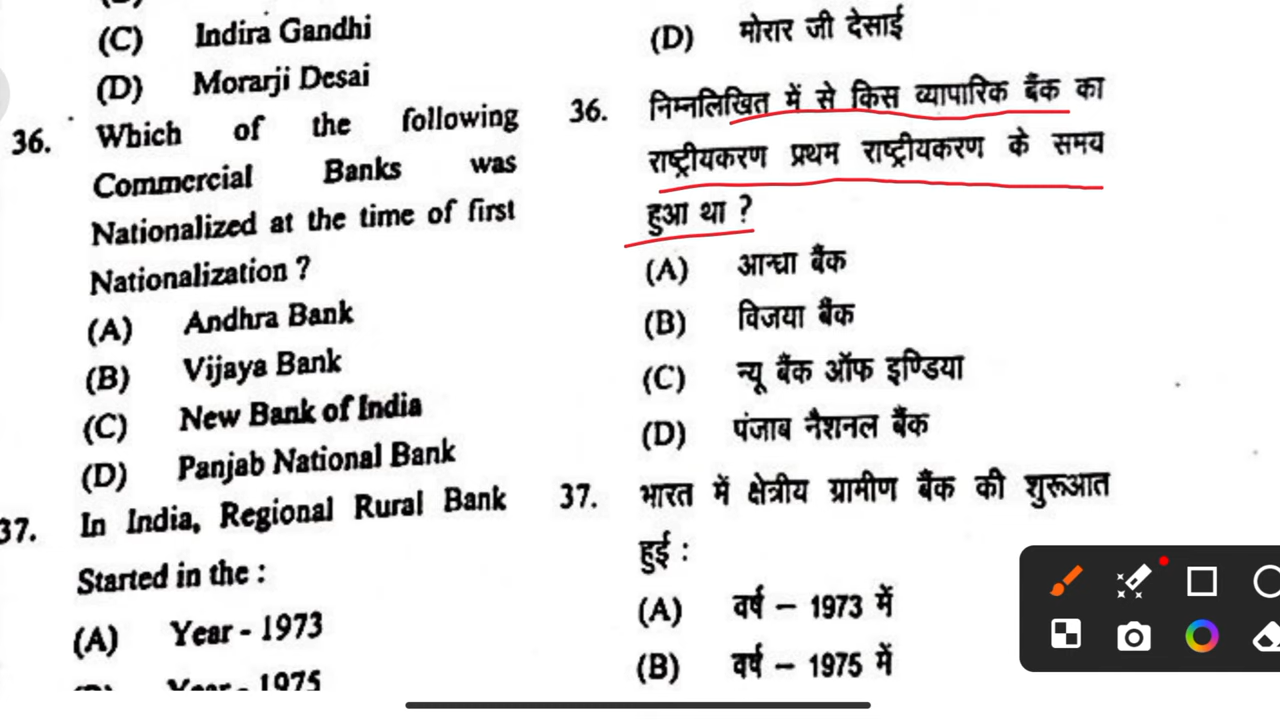 (C) Indira Gandhi
(D) Morarji Desai
36. Which of the following
Commercial Banks was
Nationalized at the time of first
Nationalization ?
(A) Andhra Bank
(B) Vijaya Bank
(C) New Bank of India
(D) Panjab National Bank
37. In India, Regional Rural Bank
Started in the :
(A) Year - 1973
Year - 1975
(D) मोरार जी देसाई
36. निम्नलिखित में से किस व्यापारिक बैंक का
राष्ट्रीयकरण प्रथम राष्ट्रीयकरण के समय
हुआ था ?
(A) आन्ध्रा बैंक
(B) विजया बैंक
(C) न्यू बैंक ऑफ इण्डिया
(D) पंजाब नैशनल बैंक
37. भारत में क्षेत्रीय ग्रामीण बैंक की शुरूआत
हुई :
(A) वर्ष – 1973 में
(B) वर्ष – 1975 में